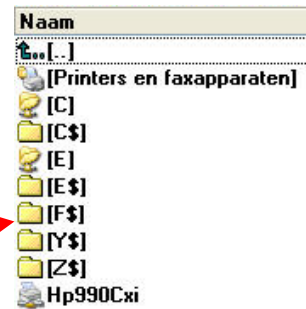 Naam
[..]
[Printers en faxapparaten]
[C]
[C$]
[E]
[E$]
[F$]
[Y$]
[Z$]
Hp990Cxi